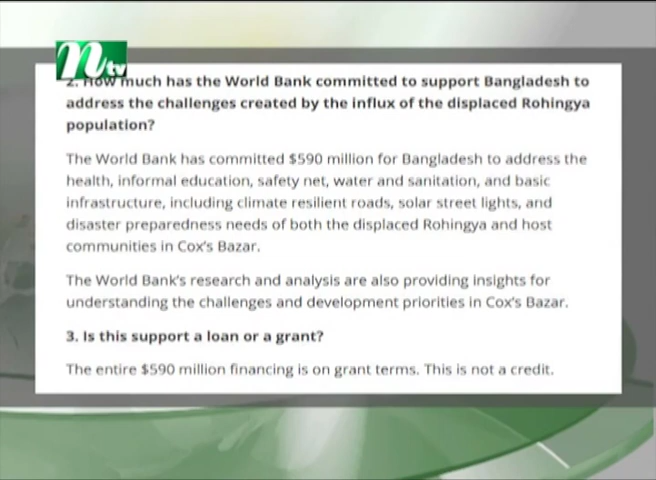 ntv
2. How much has the World Bank committed to support Bangladesh to
address the challenges created by the influx of the displaced Rohingya
population?
The World Bank has committed $590 million for Bangladesh to address the
health, informal education, safety net, water and sanitation, and basic
infrastructure, including climate resilient roads, solar street lights, and
disaster preparedness needs of both the displaced Rohingya and host
communities in Cox's Bazar.
The World Bank's research and analysis are also providing insights for
understanding the challenges and development priorities in Cox's Bazar.
3. Is this support a loan or a grant?
The entire $590 million financing is on grant terms. This is not a credit.